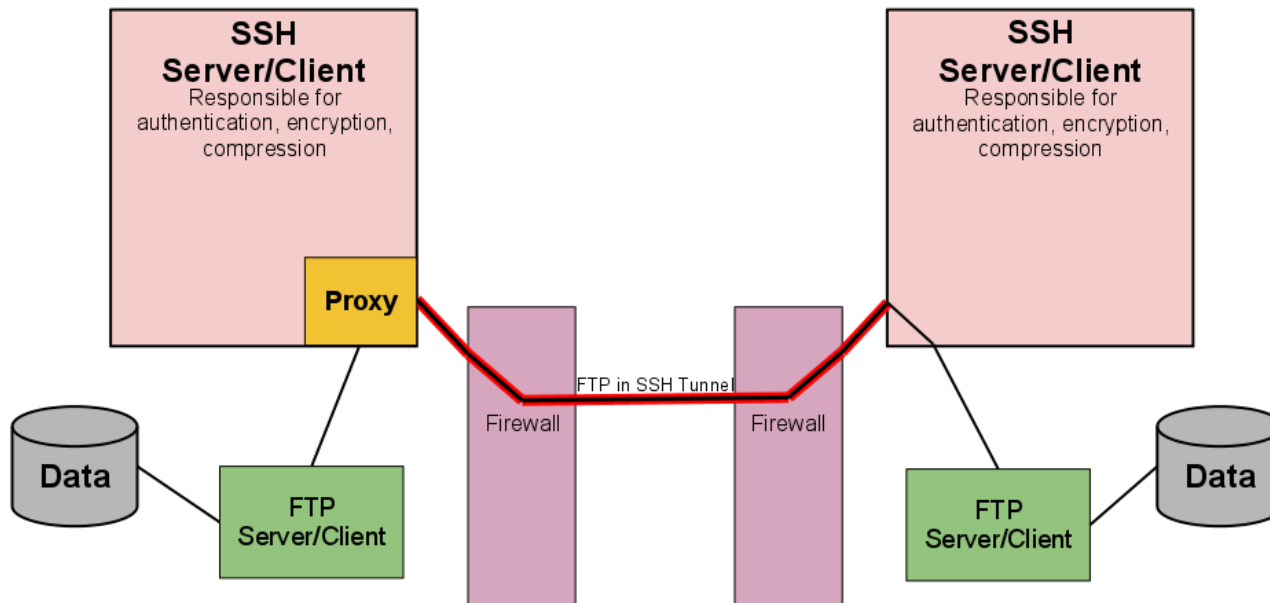 SSH
Server/Client
Responsible for
authentication, encryption,
compression
SSH
Server/Client
Responsible for
authentication, encryption,
compression
Proxy
FTP in SSH Tunnel
Firewall
Firewall
Data
FTP
Server/Client
FTP
Server/Client
Data